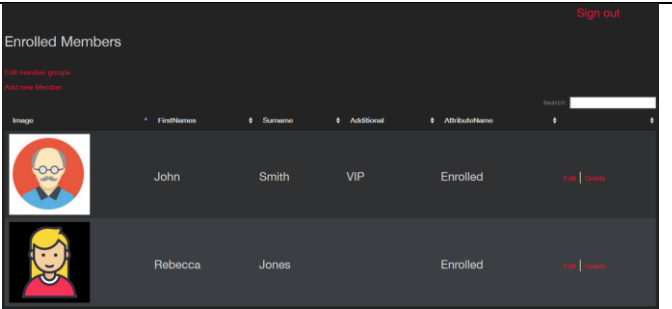 Sign out
Enrolled Members
Edit member groups
Add new Member
Search:
Image FirstNames Surname Additional AttributeName
John Smith VIP Enrolled Edit | Delete
Rebecca Jones Enrolled Edit | Delete